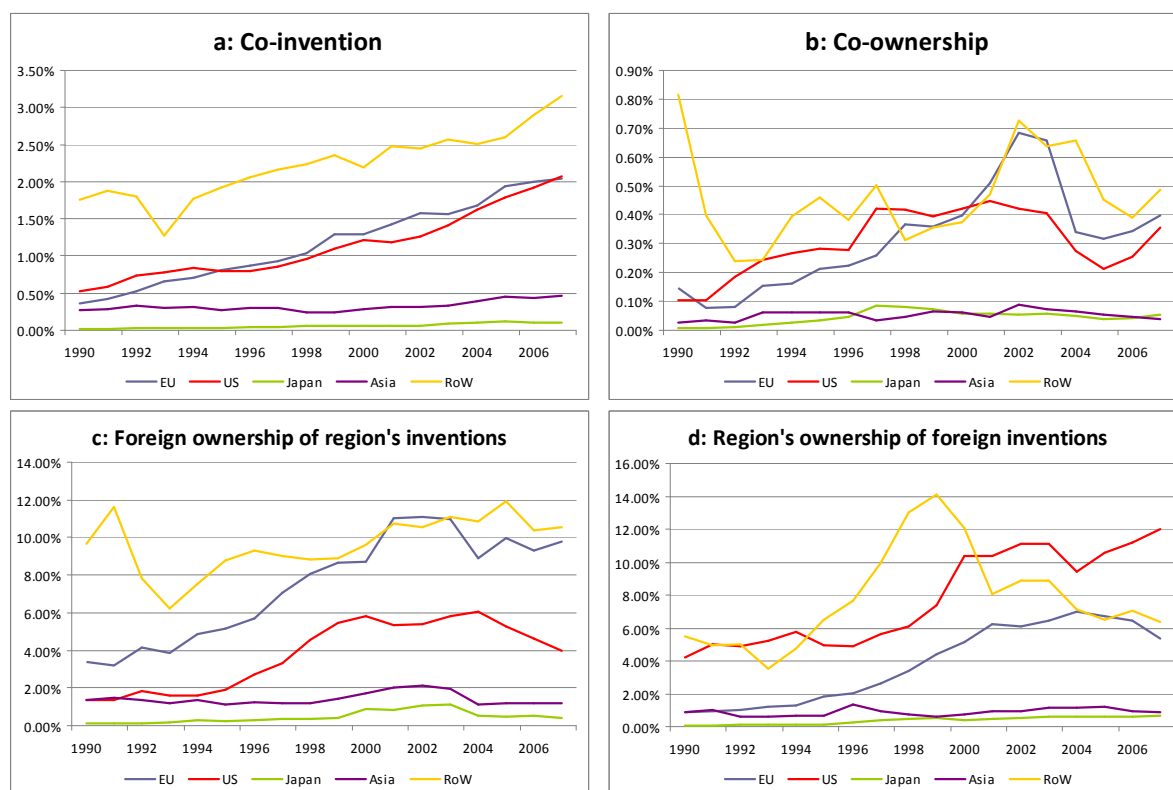 a: Co-invention
3.50%
3.00%
2.50%
2.00%
1.50%
1.00%
0.50%
0.00%
1990 1992 1994 1996 1998 2000 2002 2004 2006
EU US Japan Asia RoW
b: Co-ownership
0.90%
0.80%
0.70%
0.60%
0.50%
0.40%
0.30%
0.20%
0.10%
0.00%
1990 1992 1994 1996 1998 2000 2002 2004 2006
EU US Japan Asia RoW
c: Foreign ownership of region's inventions
14.00%
12.00%
10.00%
8.00%
6.00%
4.00%
2.00%
0.00%
1990 1992 1994 1996 1998 2000 2002 2004 2006
EU US Japan Asia RoW
d: Region's ownership of foreign inventions
16.00%
14.00%
12.00%
10.00%
8.00%
6.00%
4.00%
2.00%
0.00%
1990 1992 1994 1996 1998 2000 2002 2004 2006
EU US Japan Asia RoW